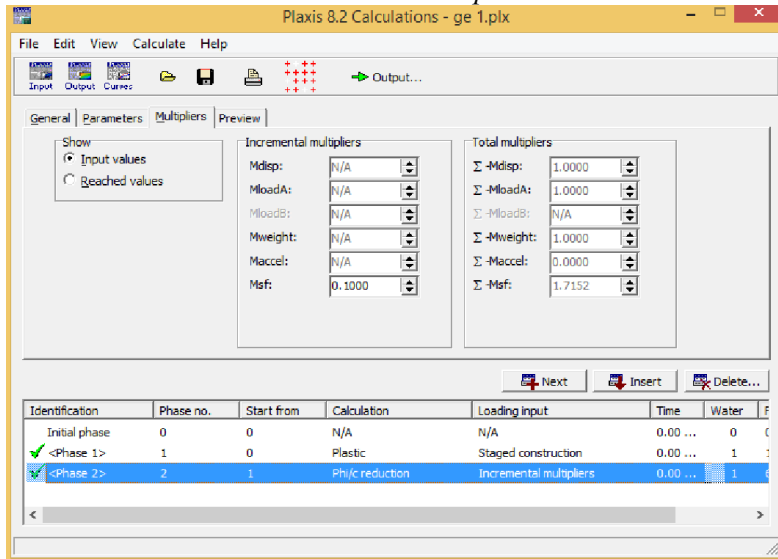 Plaxis 8.2 Calculations - ge 1.plx
File Edit View Calculate Help
Input Output Curves Output...
General Parameters Multipliers Preview
Show
Input values
Reached values
Incremental multipliers
Mdisp: N/A
MloadA: N/A
MloadB: N/A
Mweight: N/A
Maccel: N/A
Msf: 0.1000
Total multipliers
Σ -Mdisp: 1.0000
Σ -MloadA: 1.0000
Σ -MloadB: N/A
Σ -Mweight: 1.0000
Σ -Maccel: 0.0000
Σ -Msf: 1.7152
Next Insert Delete...
Identification Phase no. Start from Calculation Loading input Time Water F
Initial phase 0 0 N/A N/A 0.00 ... 0
<Phase 1> 1 0 Plastic Staged construction 0.00 ... 1
<Phase 2> 2 1 Phi/c reduction Incremental multipliers 0.00 ... 1